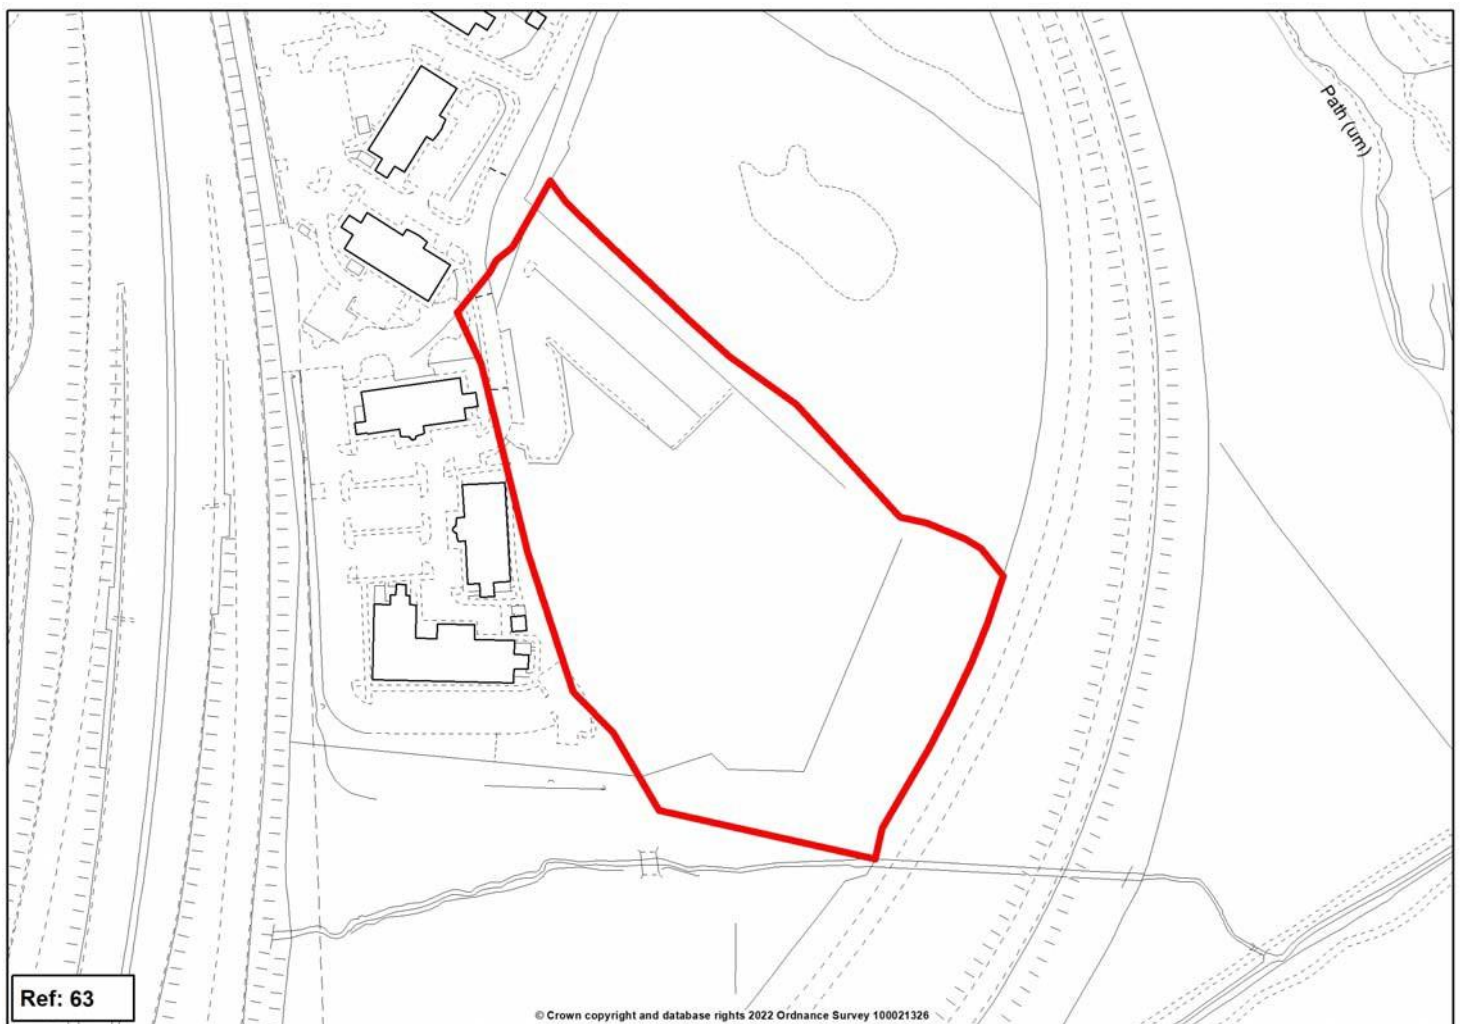 Path (um)
Ref: 63
© Crown copyright and database rights 2022 Ordnance Survey 100021326